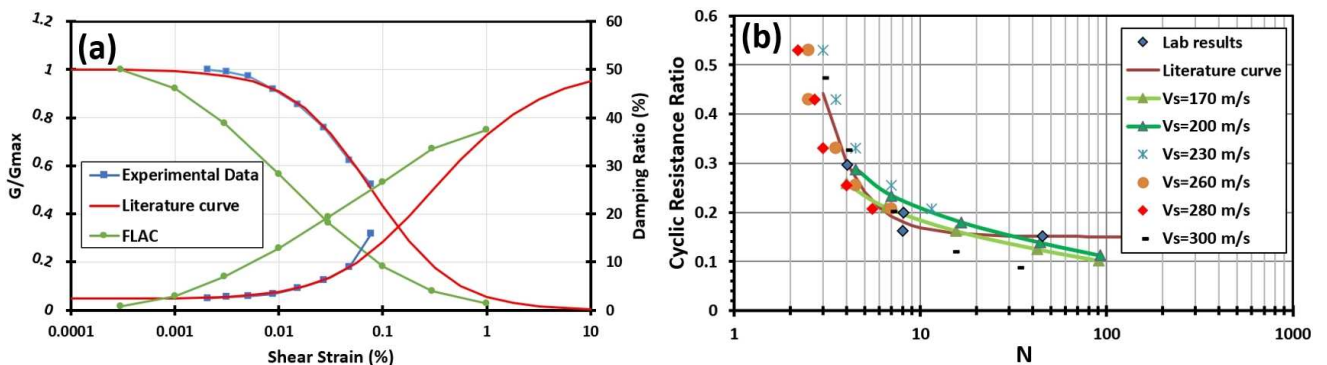 (a)
G/Gmax
1.2
1
0.8
0.6
0.4
0.2
0
60
50
40
30
20
10
0
Damping Ratio (%)
Experimental Data
Literature curve
FLAC
0.0001
0.001
0.01
0.1
1
10
Shear Strain (%)
(b)
Cyclic Resistance Ratio
0.6
0.5
0.4
0.3
0.2
0.1
0
Lab results
Literature curve
Vs=170 m/s
Vs=200 m/s
Vs=230 m/s
Vs=260 m/s
Vs=280 m/s
Vs=300 m/s
1
10
100
1000
N